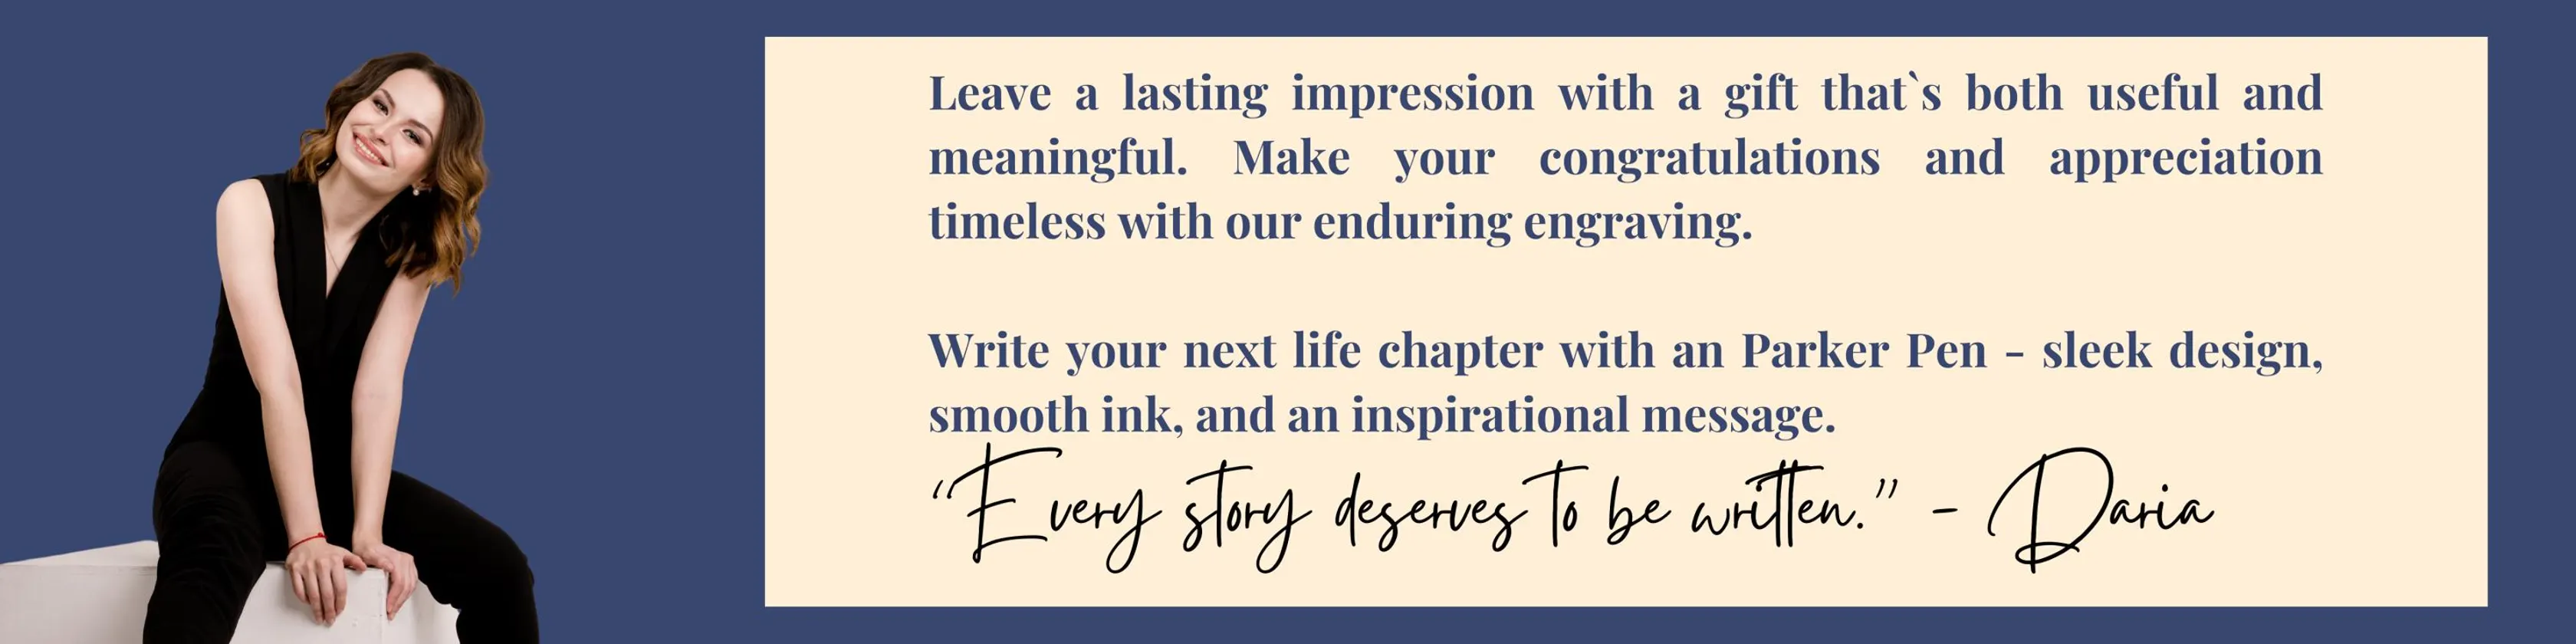 Leave a lasting impression with a gift that`s both useful and
meaningful. Make your congratulations and appreciation
timeless with our enduring engraving.
Write your next life chapter with an Parker Pen - sleek design,
smooth ink, and an inspirational message.
“Every story deserves to be written.” - Daria